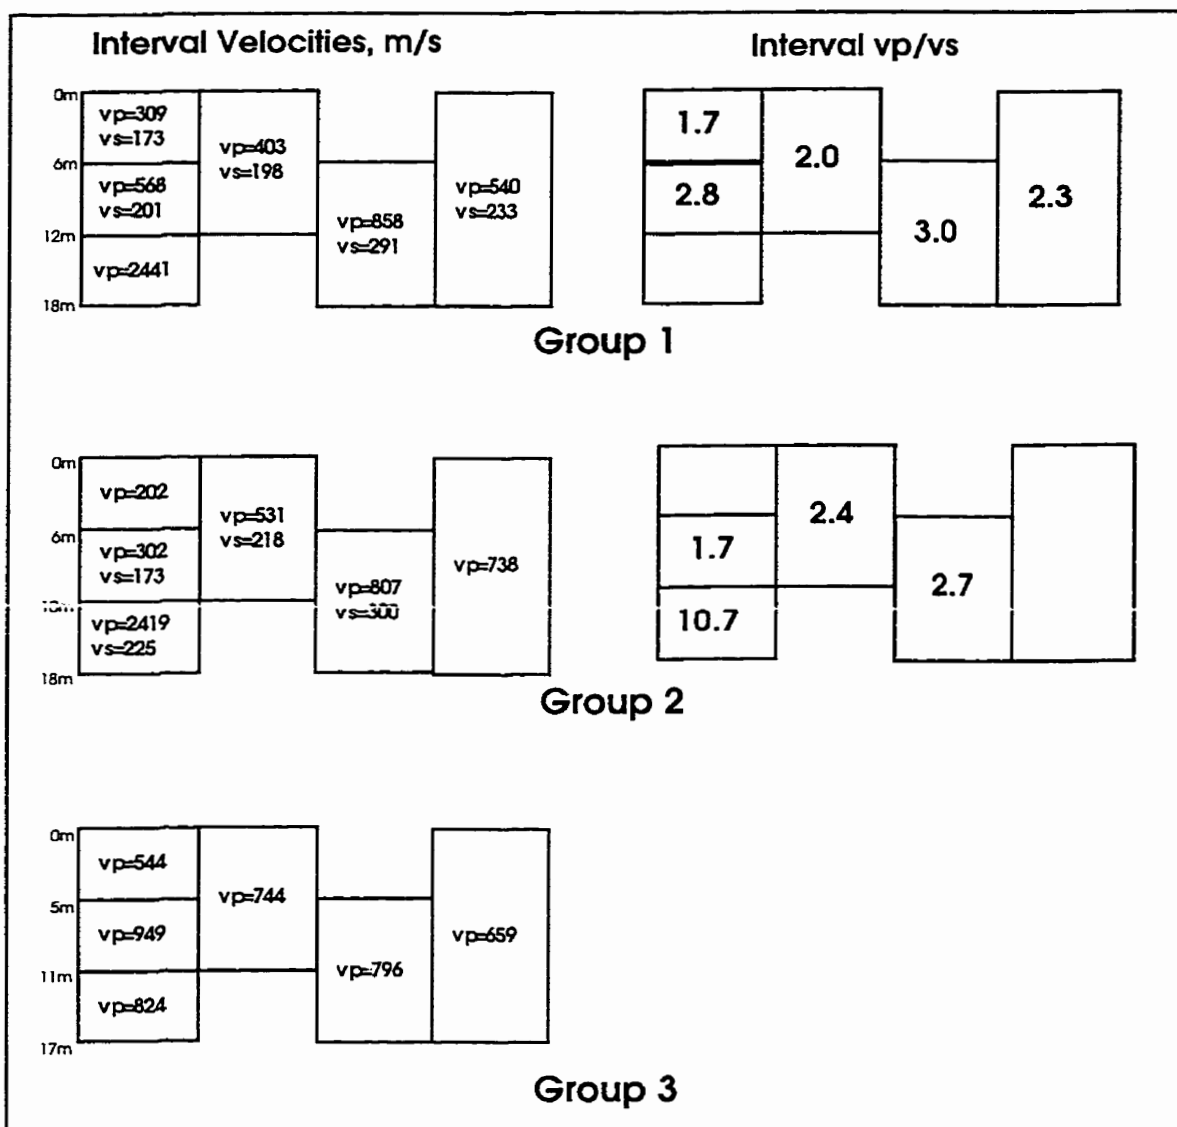 Interval Velocities, m/s
Interval vp/vs
0m
vp=309
vs=173
6m
vp=568
vs=201
12m
vp=2441
18m
vp=403
vs=198
vp=858
vs=291
vp=540
vs=233
1.7
2.8
2.0
3.0
2.3
Group 1
0m
vp=202
6m
vp=302
vs=173
vp=2419
vs=225
18m
vp=531
vs=218
vp=807
vs=300
vp=738
1.7
10.7
2.4
2.7
Group 2
0m
vp=544
5m
vp=949
11m
vp=824
17m
vp=744
vp=796
vp=659
Group 3